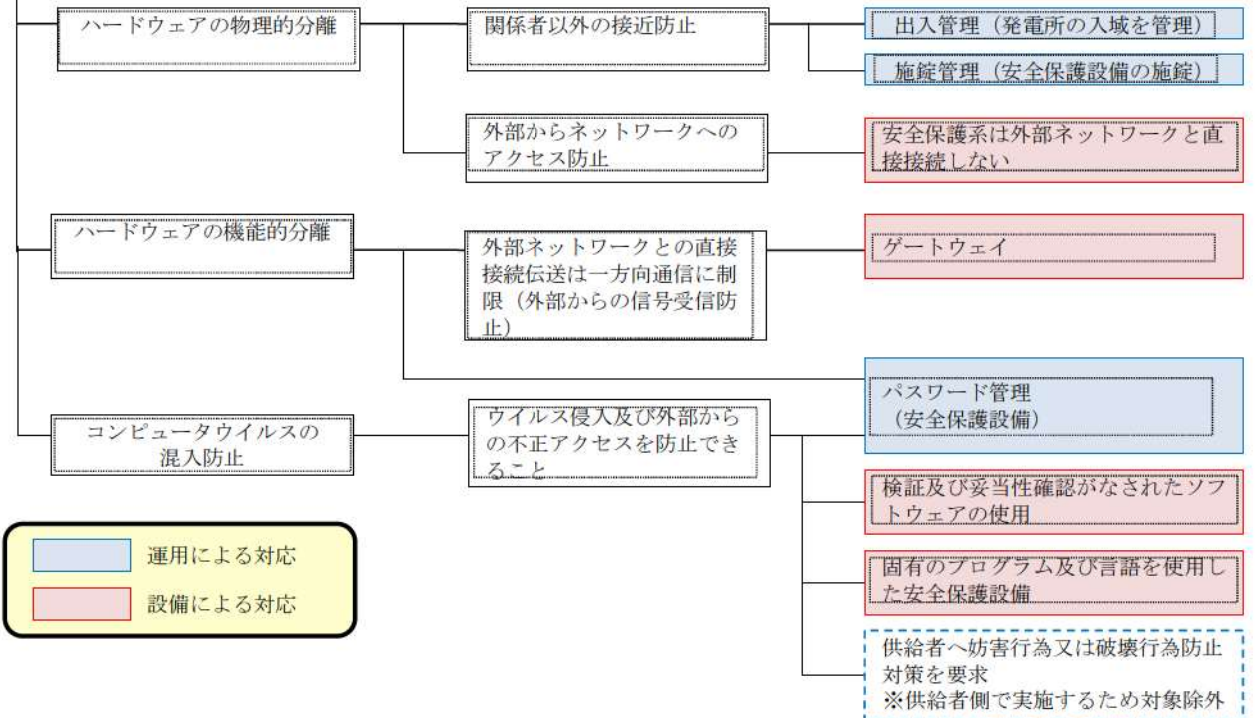 ハードウェアの物理的分離
関係者以外の接近防止
出入管理（発電所の入域を管理）
施錠管理（安全保護設備の施錠）
外部からネットワークへの
アクセス防止
安全保護系は外部ネットワークと直
接接続しない
ハードウェアの機能的分離
外部ネットワークとの直接
接続伝送は一方向通信に制
限（外部からの信号受信防
止）
ゲートウェイ
パスワード管理
（安全保護設備）
コンピュータウイルスの
混入防止
ウイルス侵入及び外部から
の不正アクセスを防止でき
ること
検証及び妥当性確認がなされたソフ
トウェアの使用
固有のプログラム及び言語を使用し
た安全保護設備
供給者へ妨害行為又は破壊行為防止
対策を要求
※供給者側で実施するため対象除外
運用による対応
設備による対応